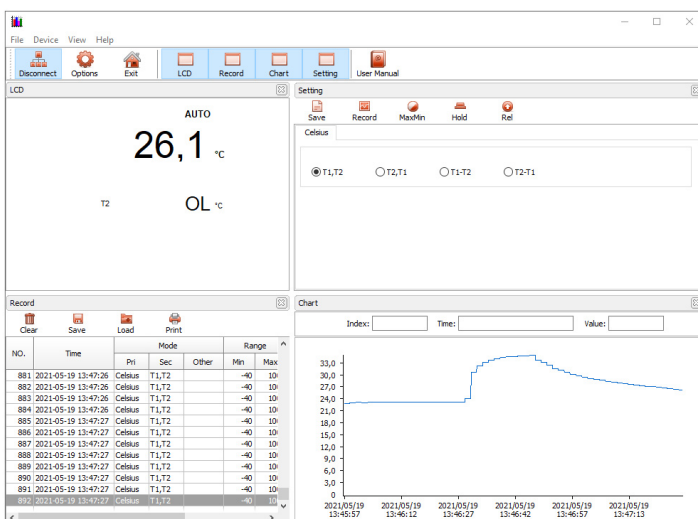 File Device View Help
Disconnect Options Exit LCD Record Chart Setting User Manual
LCD
AUTO
26,1 °C
T2 OL °C
Setting
Save Record MaxMin Hold Rel
Celsius
T1,T2 T2,T1 T1-T2 T2-T1
Record
Clear Save Load Print
NO. Time Mode Range
Pri Sec Other Min Max
881 2021-05-19 13:47:26 Celsius T1,T2 -40 10
882 2021-05-19 13:47:26 Celsius T1,T2 -40 10
883 2021-05-19 13:47:26 Celsius T1,T2 -40 10
884 2021-05-19 13:47:26 Celsius T1,T2 -40 10
885 2021-05-19 13:47:27 Celsius T1,T2 -40 10
886 2021-05-19 13:47:27 Celsius T1,T2 -40 10
887 2021-05-19 13:47:27 Celsius T1,T2 -40 10
888 2021-05-19 13:47:27 Celsius T1,T2 -40 10
889 2021-05-19 13:47:27 Celsius T1,T2 -40 10
890 2021-05-19 13:47:27 Celsius T1,T2 -40 10
891 2021-05-19 13:47:27 Celsius T1,T2 -40 10
892 2021-05-19 13:47:27 Celsius T1,T2 -40 10
Chart
Index: Time: Value:
33,0
30,0
27,0
24,0
21,0
18,0
15,0
12,0
9,0
6,0
3,0
0
2021/05/19 2021/05/19 2021/05/19 2021/05/19 2021/05/19 2021/05/19
13:45:57 13:46:12 13:46:27 13:46:42 13:46:57 13:47:13